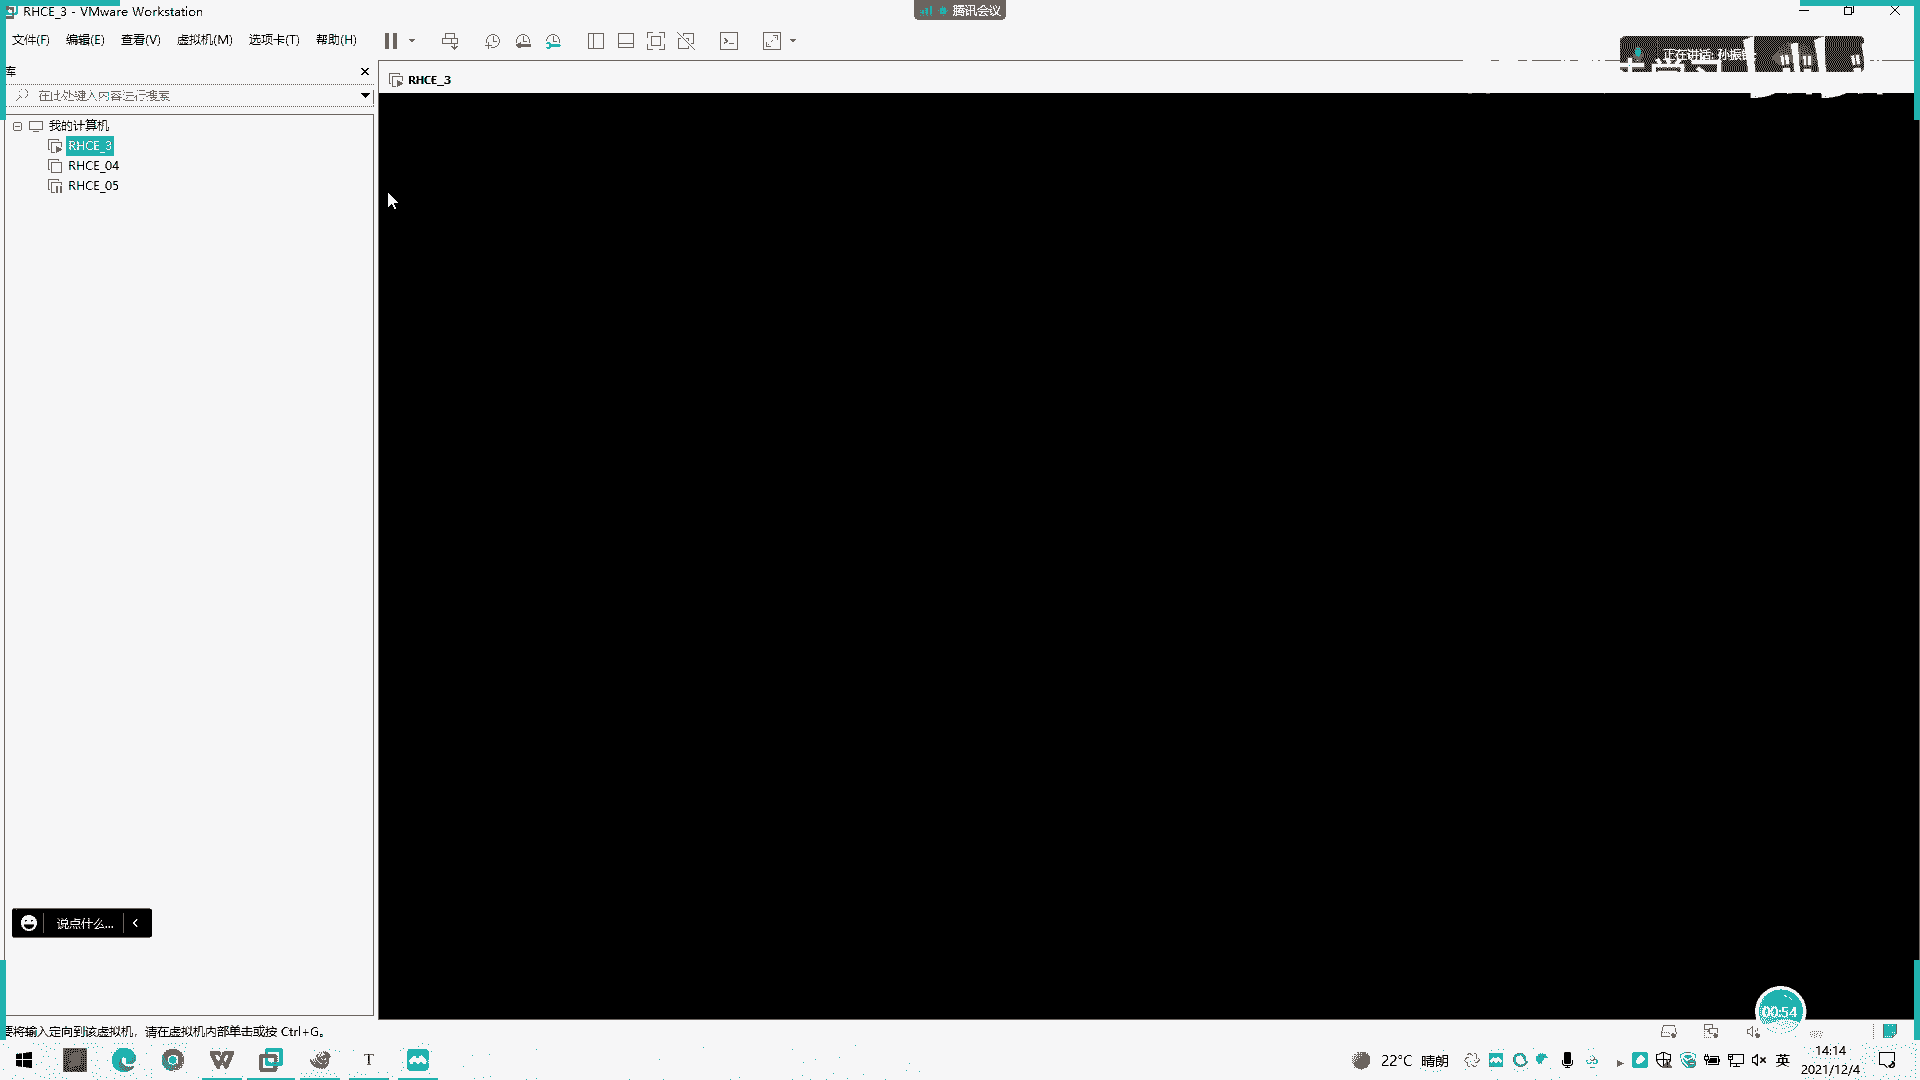 RHCE_3 - VMware Workstation
腾讯会议
文件(F) 编辑(E) 查看(V) 虚拟机(M) 选项卡(T) 帮助(H)
正在讲话: 孙振
库
RHCE_3
在此处键入内容进行搜索
我的计算机
RHCE_3
RHCE_04
RHCE_05
说点什么...
00:54
要将输入定向到该虚拟机，请在虚拟机内部单击或按 Ctrl+G。
22°C 晴朗
英
14:14
2021/12/4